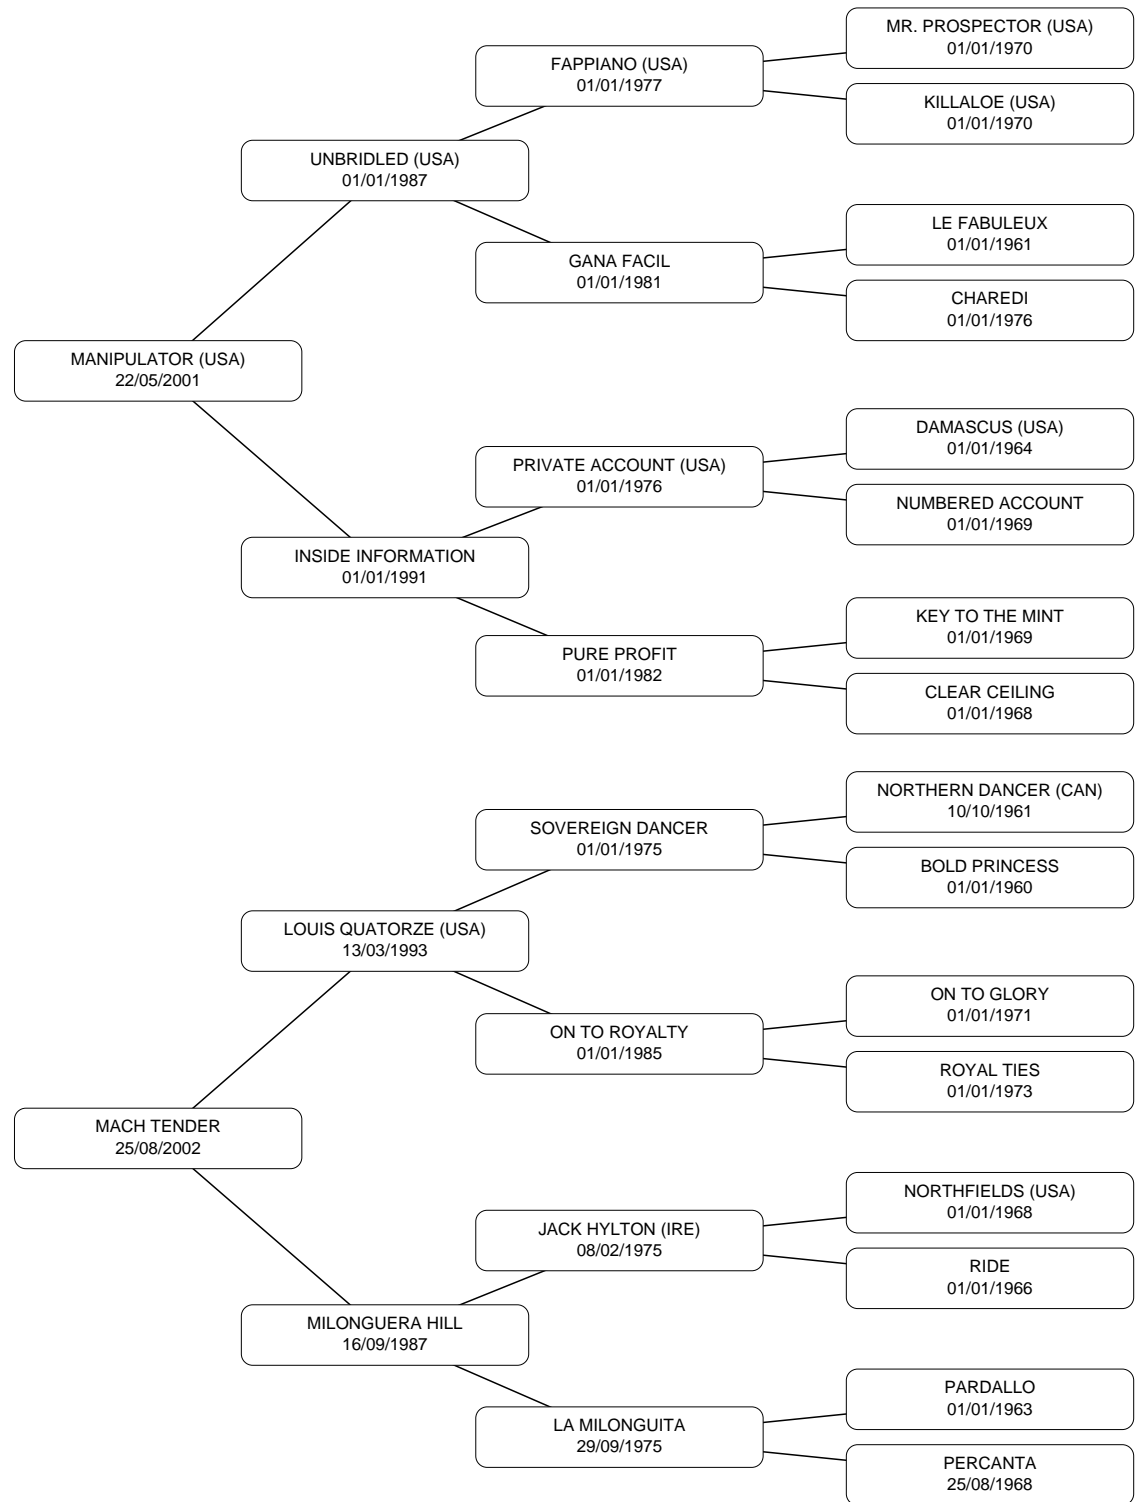 MR. PROSPECTOR (USA)
01/01/1970
FAPPIANO (USA)
01/01/1977
KILLALOE (USA)
01/01/1970
UNBRIDLED (USA)
01/01/1987
LE FABULEUX
01/01/1961
GANA FACIL
01/01/1981
CHAREDI
01/01/1976
MANIPULATOR (USA)
22/05/2001
DAMASCUS (USA)
01/01/1964
PRIVATE ACCOUNT (USA)
01/01/1976
NUMBERED ACCOUNT
01/01/1969
INSIDE INFORMATION
01/01/1991
KEY TO THE MINT
01/01/1969
PURE PROFIT
01/01/1982
CLEAR CEILING
01/01/1968
NORTHERN DANCER (CAN)
10/10/1961
SOVEREIGN DANCER
01/01/1975
BOLD PRINCESS
01/01/1960
LOUIS QUATORZE (USA)
13/03/1993
ON TO GLORY
01/01/1971
ON TO ROYALTY
01/01/1985
ROYAL TIES
01/01/1973
MACH TENDER
25/08/2002
NORTHFIELDS (USA)
01/01/1968
JACK HYLTON (IRE)
08/02/1975
RIDE
01/01/1966
MILONGUERA HILL
16/09/1987
PARDALLO
01/01/1963
LA MILONGUITA
29/09/1975
PERCANTA
25/08/1968